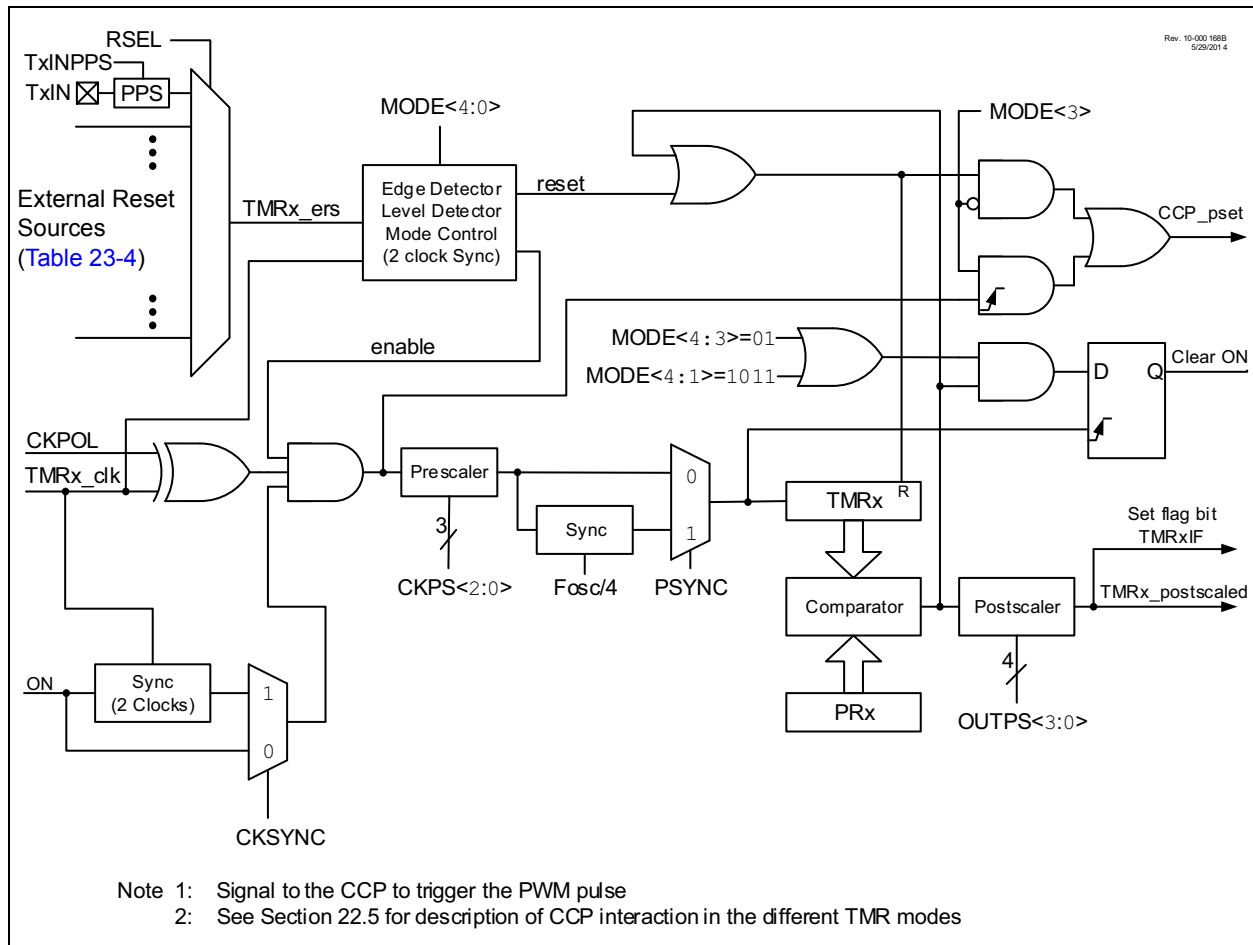 Rev. 10-000 168B
5/29/201 4
RSEL
TxINPPS
TxIN
PPS
MODE<4:0>
MODE<3>
External Reset
Sources
(Table 23-4)
TMRx_ers
Edge Detector
Level Detector
Mode Control
(2 clock Sync)
reset
CCP_pset
enable
MODE<4:3>=01
MODE<4:1>=1011
D
Q
Clear ON
CKPOL
TMRx_clk
Prescaler
3
CKPS<2:0>
Sync
Fosc/4
0
1
PSYNC
TMRx
R
Comparator
PRx
Postscaler
4
OUTPS<3:0>
Set flag bit
TMRxIF
TMRx_postscaled
ON
Sync
(2 Clocks)
1
0
CKSYNC
Note 1: Signal to the CCP to trigger the PWM pulse
2: See Section 22.5 for description of CCP interaction in the different TMR modes